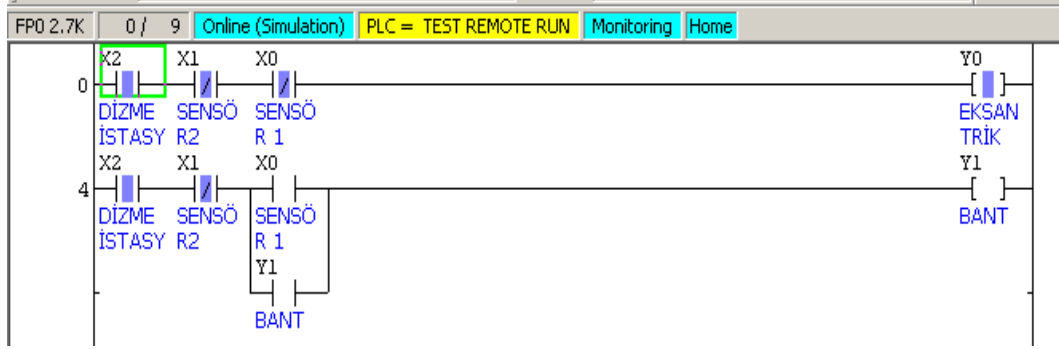 FP0 2.7K 0/ 9 Online (Simulation) PLC = TEST REMOTE RUN Monitoring Home
X2 X1 X0 Y0
0
DİZME SENSÖ SENSÖ EKSAN
İSTASY R2 R 1 TRİK
X2 X1 X0 Y1
4
DİZME SENSÖ SENSÖ BANT
İSTASY R2 R 1
Y1
BANT